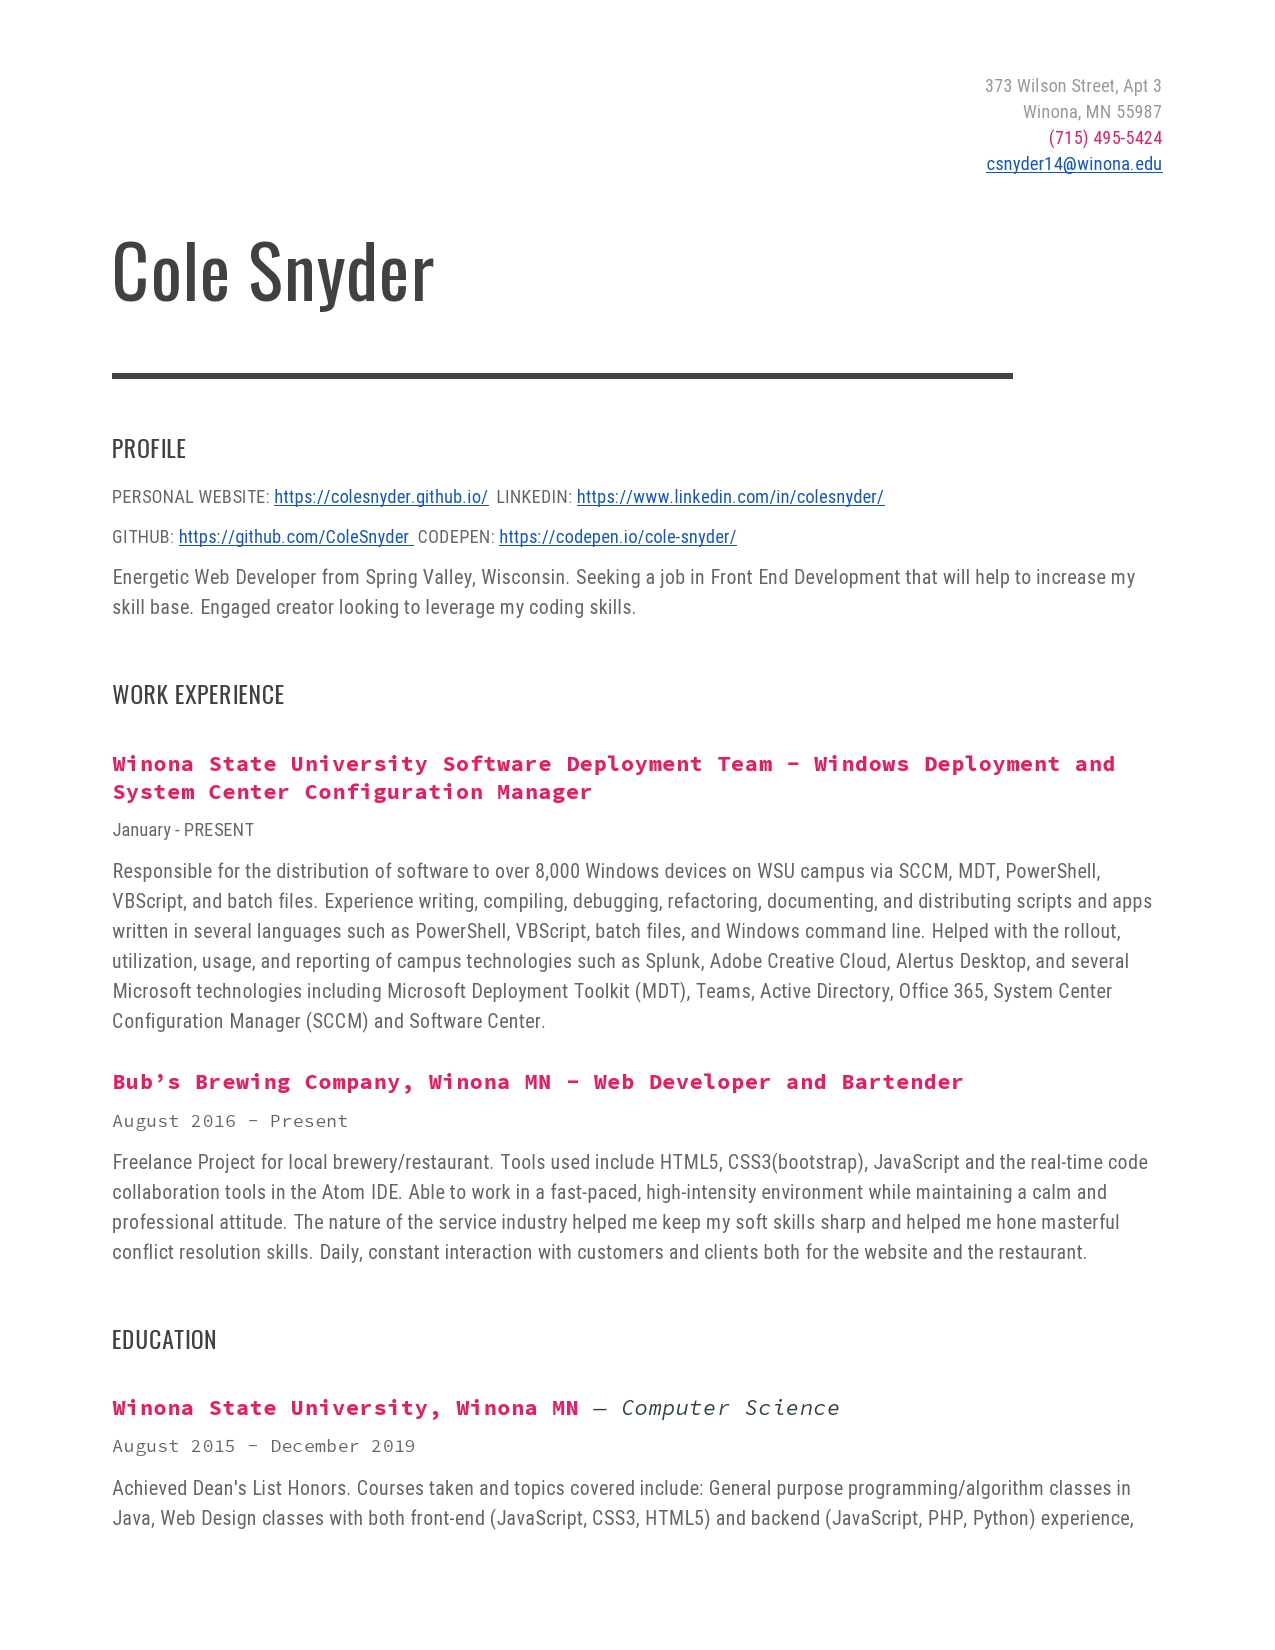 373 Wilson Street, Apt 3
Winona, MN 55987
(715) 495-5424
csnyder14@winona.edu
Cole Snyder
PROFILE
PERSONAL WEBSITE: https://colesnyder.github.io/ LINKEDIN: https://www.linkedin.com/in/colesnyder/
GITHUB: https://github.com/ColeSnyder CODEPEN: https://codepen.io/cole-snyder/
Energetic Web Developer from Spring Valley, Wisconsin. Seeking a job in Front End Development that will help to increase my
skill base. Engaged creator looking to leverage my coding skills.
WORK EXPERIENCE
Winona State University Software Deployment Team - Windows Deployment and
System Center Configuration Manager
January - PRESENT
Responsible for the distribution of software to over 8,000 Windows devices on WSU campus via SCCM, MDT, PowerShell,
VBScript, and batch files. Experience writing, compiling, debugging, refactoring, documenting, and distributing scripts and apps
written in several languages such as PowerShell, VBScript, batch files, and Windows command line. Helped with the rollout,
utilization, usage, and reporting of campus technologies such as Splunk, Adobe Creative Cloud, Alertus Desktop, and several
Microsoft technologies including Microsoft Deployment Toolkit (MDT), Teams, Active Directory, Office 365, System Center
Configuration Manager (SCCM) and Software Center.
Bub’s Brewing Company, Winona MN - Web Developer and Bartender
August 2016 - Present
Freelance Project for local brewery/restaurant. Tools used include HTML5, CSS3(bootstrap), JavaScript and the real-time code
collaboration tools in the Atom IDE. Able to work in a fast-paced, high-intensity environment while maintaining a calm and
professional attitude. The nature of the service industry helped me keep my soft skills sharp and helped me hone masterful
conflict resolution skills. Daily, constant interaction with customers and clients both for the website and the restaurant.
EDUCATION
Winona State University, Winona MN — Computer Science
August 2015 - December 2019
Achieved Dean's List Honors. Courses taken and topics covered include: General purpose programming/algorithm classes in
Java, Web Design classes with both front-end (JavaScript, CSS3, HTML5) and backend (JavaScript, PHP, Python) experience,